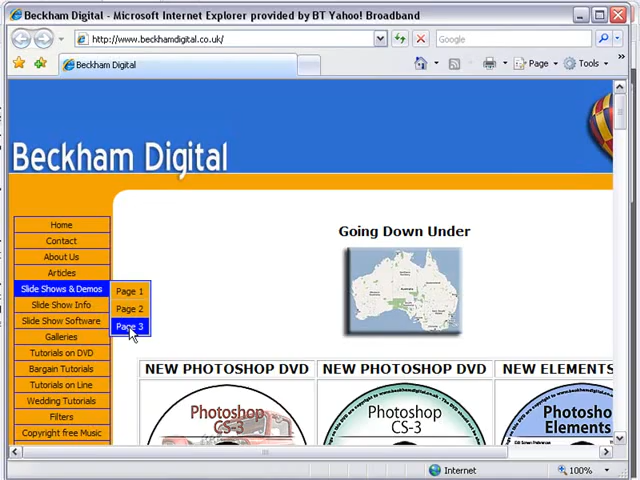 Beckham Digital - Microsoft Internet Explorer provided by BT Yahoo! Broadband
http://www.beckhamdigital.co.uk/
Google
Beckham Digital
Page
Tools
Beckham Digital
Home
Contact
About Us
Articles
Slide Shows & Demos
Slide Show Info
Slide Show Software
Galleries
Tutorials on DVD
Bargain Tutorials
Tutorials on Line
Wedding Tutorials
Filters
Copyright free Music
Page 1
Page 2
Page 3
Going Down Under
NEW PHOTOSHOP DVD
NEW PHOTOSHOP DVD
NEW ELEMENTS
Photoshop
CS-3
Photoshop
CS-3
Photoshop
Elements
Internet
100%